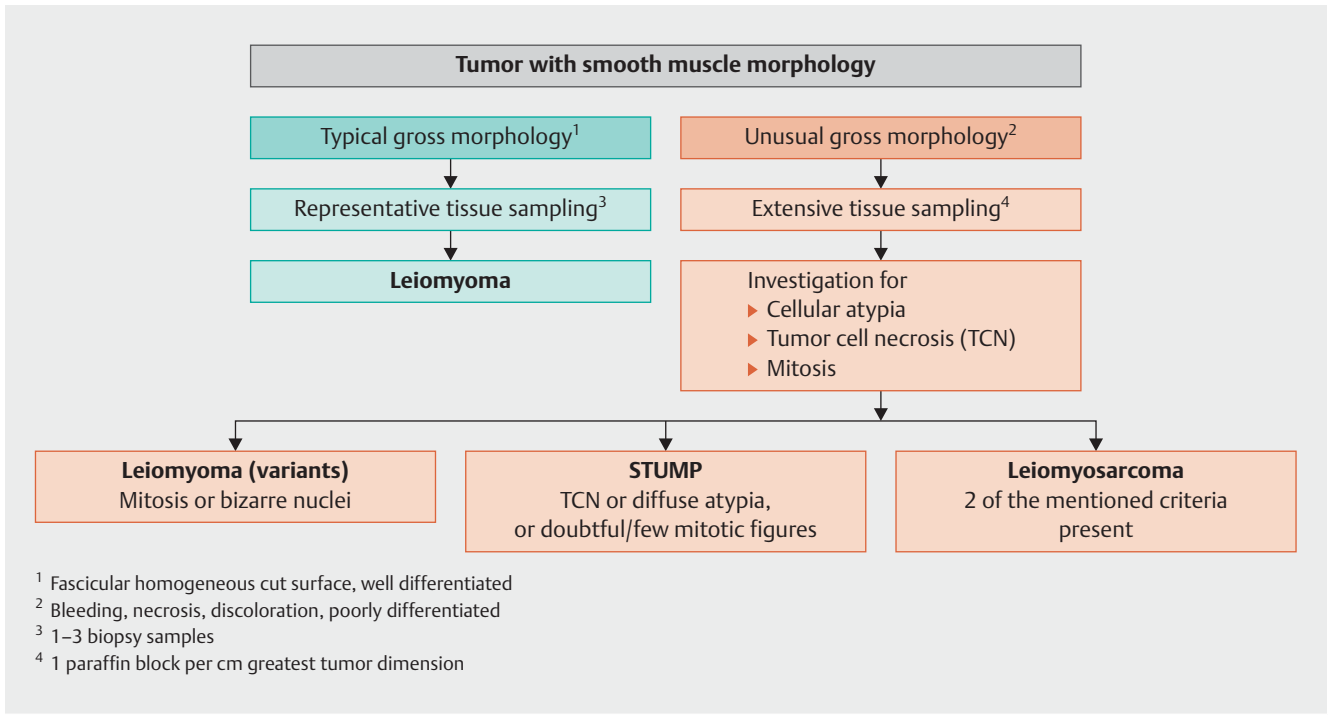 Tumor with smooth muscle morphology
Typical gross morphology¹
Unusual gross morphology²
Representative tissue sampling³
Extensive tissue sampling⁴
Leiomyoma
Investigation for
▶ Cellular atypia
▶ Tumor cell necrosis (TCN)
▶ Mitosis
Leiomyoma (variants)
Mitosis or bizarre nuclei
STUMP
TCN or diffuse atypia,
or doubtful/few mitotic figures
Leiomyosarcoma
2 of the mentioned criteria
present
¹ Fascicular homogeneous cut surface, well differentiated
² Bleeding, necrosis, discoloration, poorly differentiated
³ 1–3 biopsy samples
⁴ 1 paraffin block per cm greatest tumor dimension